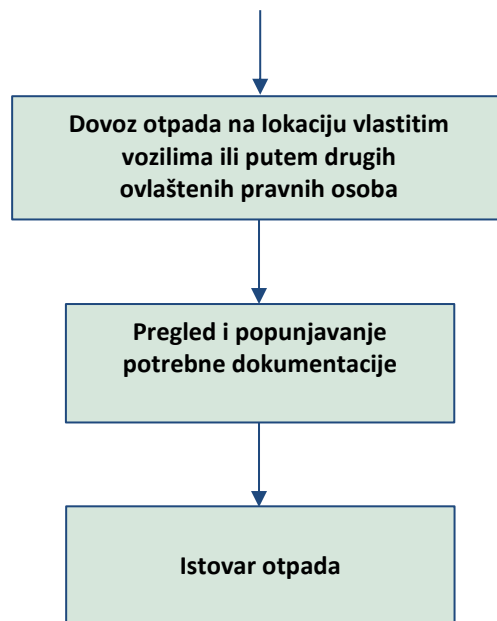 Dovoz otpada na lokaciju vlastitim
vozilima ili putem drugih
ovlaštenih pravnih osoba
Pregled i popunjavanje
potrebne dokumentacije
Istovar otpada